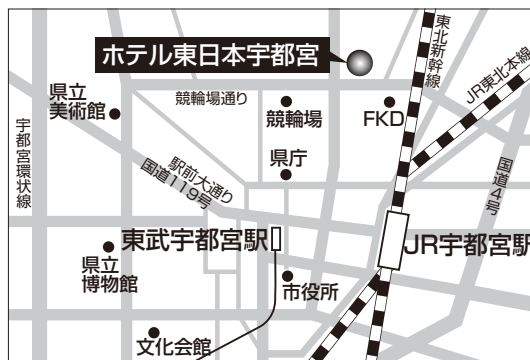 ホテル東日本宇都宮
東北新幹線
JR東北本線
県立
美術館
競輪場通り
競輪場
FKD
宇都宮環状線
駅前大通り
国道119号
県庁
国道4号
東武宇都宮駅
JR宇都宮駅
県立
博物館
市役所
文化会館